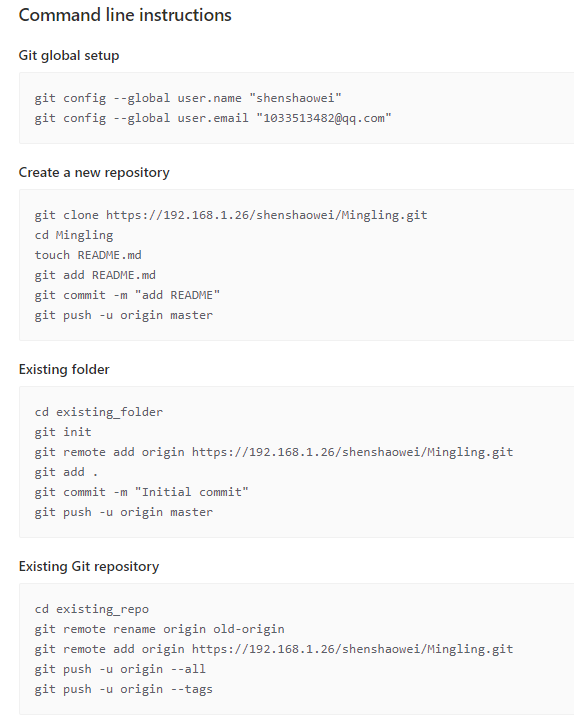 Command line instructions
Git global setup
git config --global user.name "shenshaowei"
git config --global user.email "1033513482@qq.com"
Create a new repository
git clone https://192.168.1.26/shenshaowei/Mingling.git
cd Mingling
touch README.md
git add README.md
git commit -m "add README"
git push -u origin master
Existing folder
cd existing_folder
git init
git remote add origin https://192.168.1.26/shenshaowei/Mingling.git
git add .
git commit -m "Initial commit"
git push -u origin master
Existing Git repository
cd existing_repo
git remote rename origin old-origin
git remote add origin https://192.168.1.26/shenshaowei/Mingling.git
git push -u origin --all
git push -u origin --tags